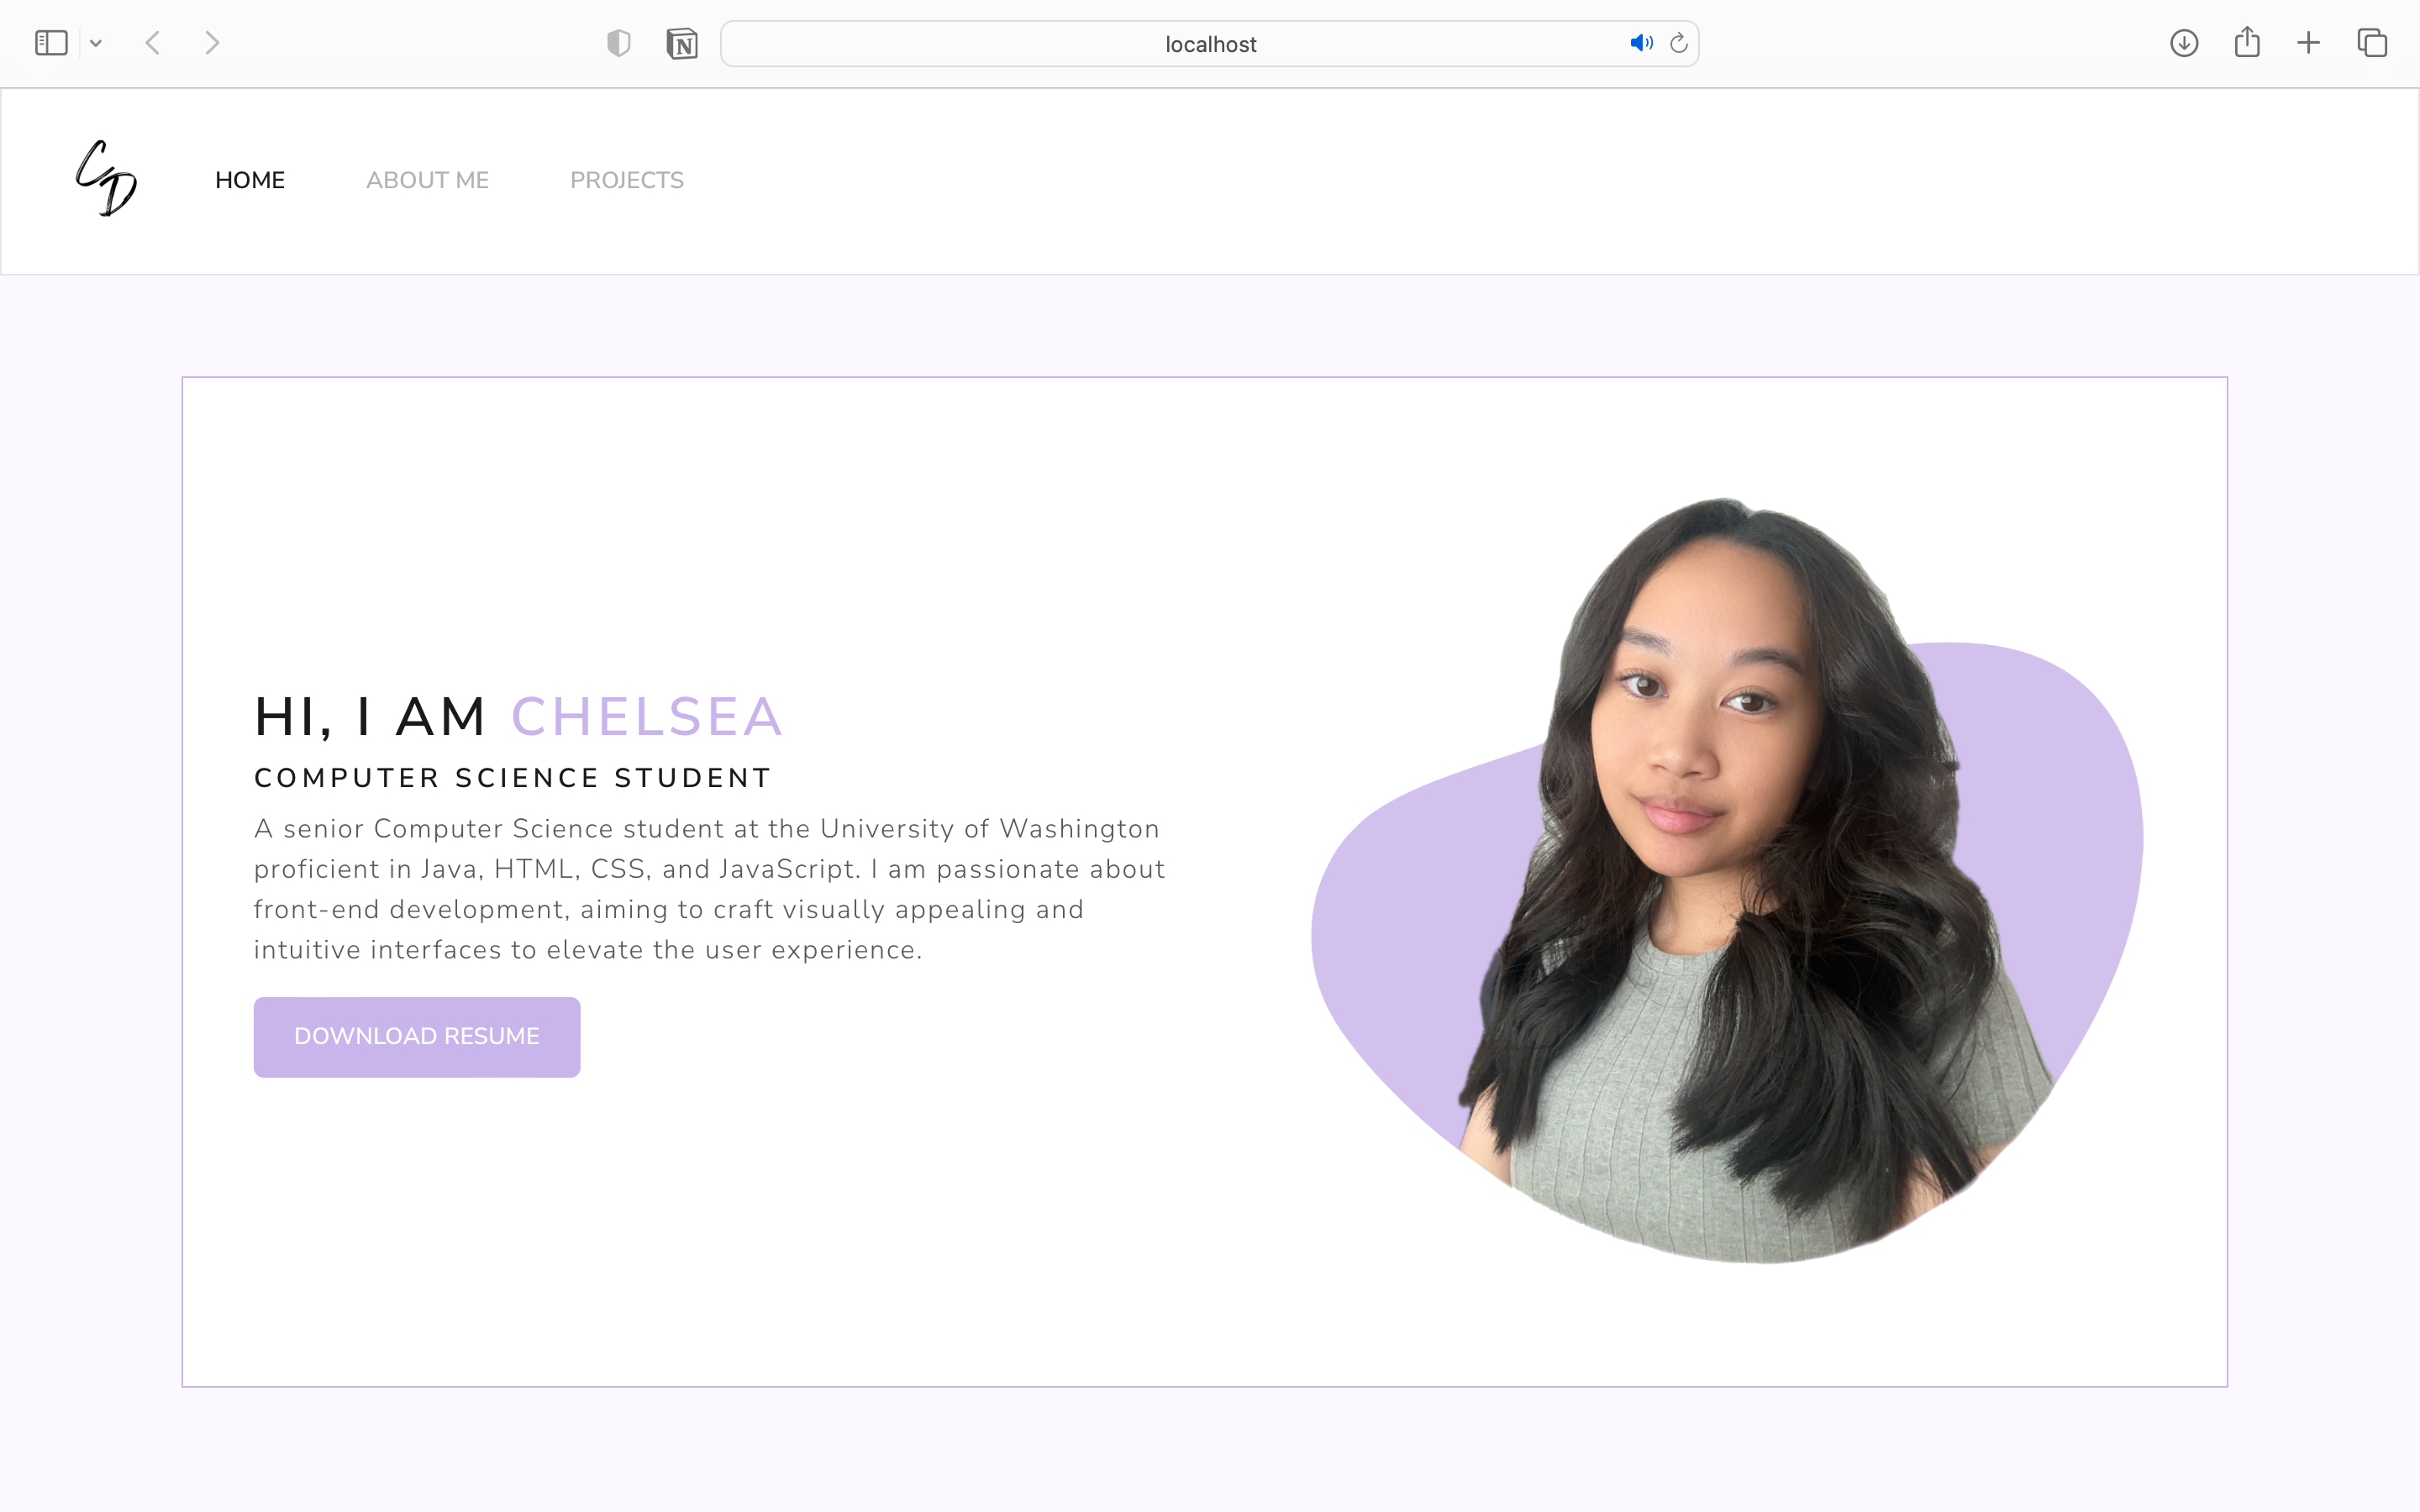 localhost
CD
HOME ABOUT ME PROJECTS
HI, I AM CHELSEA
COMPUTER SCIENCE STUDENT
A senior Computer Science student at the University of Washington
proficient in Java, HTML, CSS, and JavaScript. I am passionate about
front-end development, aiming to craft visually appealing and
intuitive interfaces to elevate the user experience.
DOWNLOAD RESUME